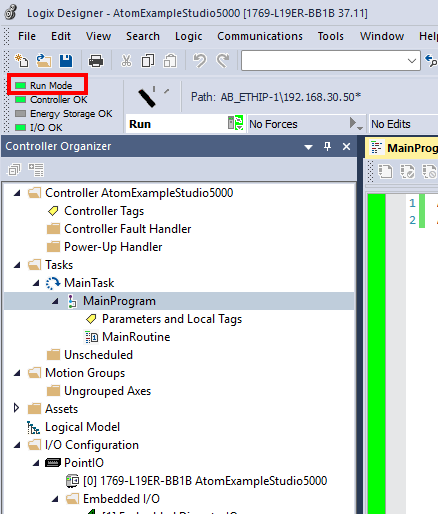 Logix Designer - AtomExampleStudio5000 [1769-L19ER-BB1B 37.11]
File Edit View Search Logic Communications Tools Window
Run Mode
Controller OK
Energy Storage OK
I/O OK
Path: AB_ETHIP-1\192.168.30.50*
Run No Forces No Edits
Controller Organizer
MainProg
Controller AtomExampleStudio5000
Controller Tags
Controller Fault Handler
Power-Up Handler
Tasks
MainTask
MainProgram
Parameters and Local Tags
MainRoutine
Unscheduled
Motion Groups
Ungrouped Axes
Assets
Logical Model
I/O Configuration
PointIO
[0] 1769-L19ER-BB1B AtomExampleStudio5000
Embedded I/O
1
2